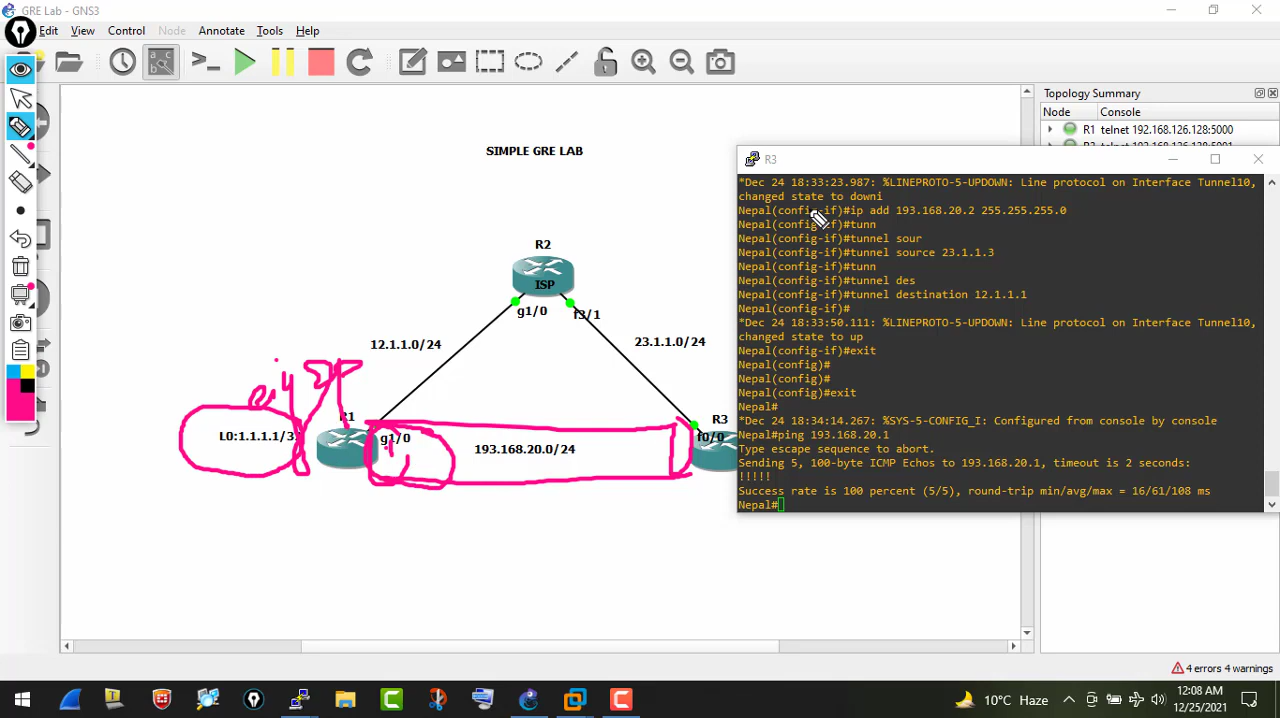 GRE Lab - GNS3
Edit View Control Node Annotate Tools Help
Topology Summary
Node Console
R1 telnet 192.168.126.128:5000
SIMPLE GRE LAB
R2
ISP
g1/0
f3/1
12.1.1.0/24
23.1.1.0/24
R1
R3
L0:1.1.1.1/3
g1/0
193.168.20.0/24
f0/0
R3
*Dec 24 18:33:23.987: %LINEPROTO-5-UPDOWN: Line protocol on Interface Tunnel10,
changed state to downi
Nepal(config-if)#ip add 193.168.20.2 255.255.255.0
Nepal(config-if)#tunn
Nepal(config-if)#tunnel sour
Nepal(config-if)#tunnel source 23.1.1.3
Nepal(config-if)#tunn
Nepal(config-if)#tunnel des
Nepal(config-if)#tunnel destination 12.1.1.1
Nepal(config-if)#
*Dec 24 18:33:50.111: %LINEPROTO-5-UPDOWN: Line protocol on Interface Tunnel10,
changed state to up
Nepal(config-if)#exit
Nepal(config)#
Nepal(config)#
Nepal(config)#exit
Nepal#
*Dec 24 18:34:14.267: %SYS-5-CONFIG_I: Configured from console by console
Nepal#ping 193.168.20.1
Type escape sequence to abort.
Sending 5, 100-byte ICMP Echos to 193.168.20.1, timeout is 2 seconds:
!!!!!
Success rate is 100 percent (5/5), round-trip min/avg/max = 16/61/108 ms
Nepal#
4 errors 4 warnings
10°C Haze
12:08 AM
12/25/2021